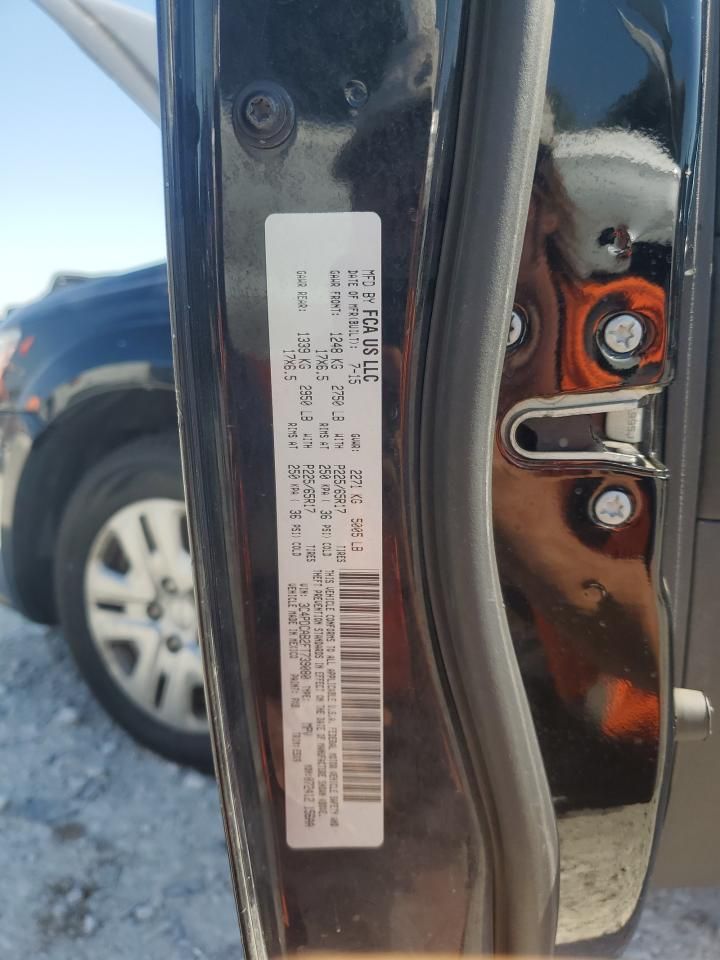 MFD BY FCA US LLC
DATE OF MFR(BUILT): 7-15 GVWR: 2271 KG 5005 LB
GAWR FRONT: 1248 KG 2750 LB WITH P225/65R17 TIRES
17X6.5 RIMS AT 250 KPA ( 36 PSI) COLD
GAWR REAR: 1339 KG 2950 LB WITH P225/65R17 TIRES
17X6.5 RIMS AT 250 KPA ( 36 PSI) COLD
THIS VEHICLE CONFORMS TO ALL APPLICABLE U.S.A. FEDERAL MOTOR VEHICLE SAFETY AND
THEFT PREVENTION STANDARDS IN EFFECT ON THE DATE OF MANUFACTURE SHOWN ABOVE.
VIN: TYPE: MPV
VEHICLE MADE IN MEXICO PAINT: